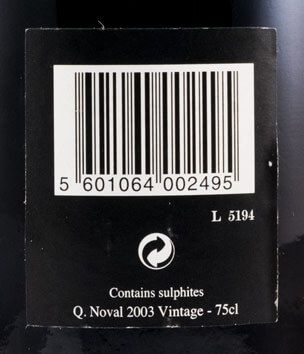 5 601064 002495
L 5194
Contains sulphites
Q. Noval 2003 Vintage - 75cl